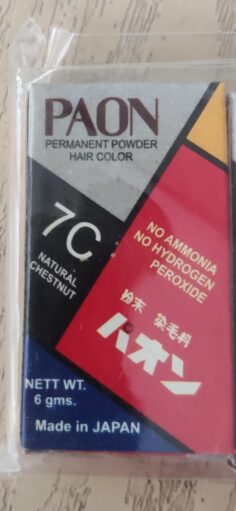 PAON
PERMANENT POWDER
HAIR COLOR
7C
NATURAL
CHESTNUT
NO AMMONIA
NO HYDROGEN
PEROXIDE
粉末 染毛料
パオン
NETT WT.
6 gms.
Made in JAPAN